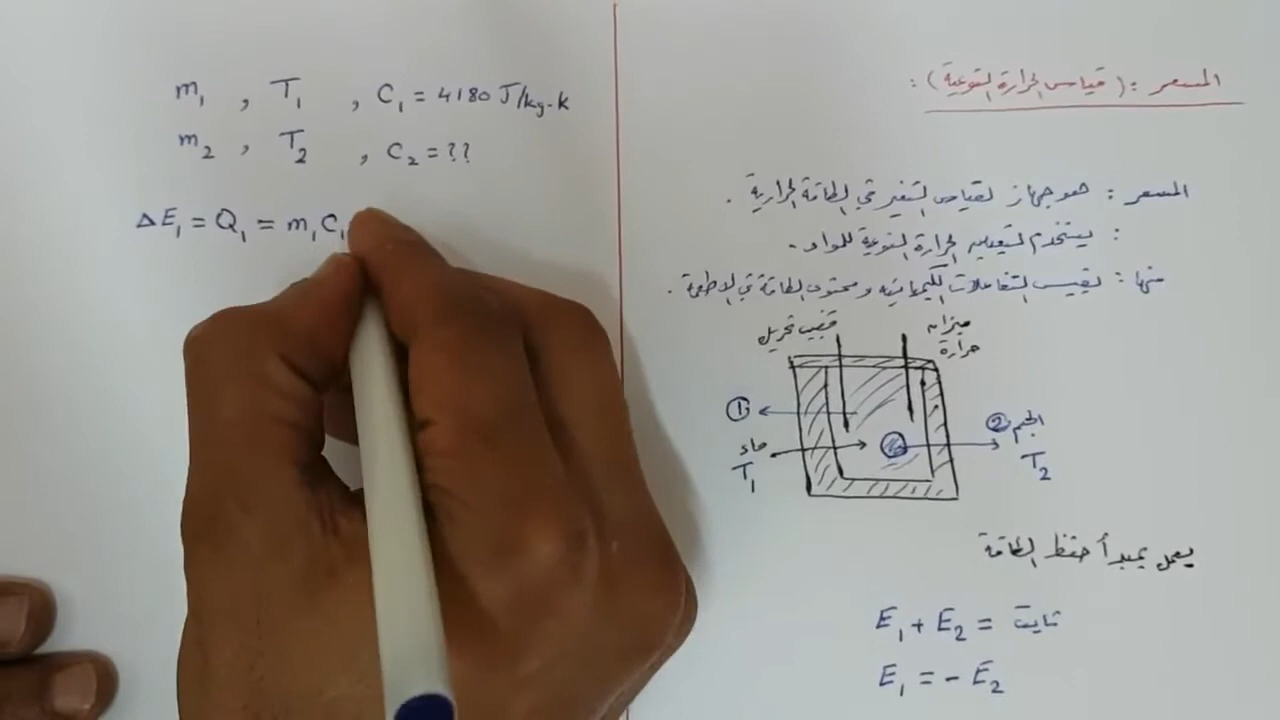 المسعر : ( قياس الحرارة النوعية ) :
المسعر : هو جهاز لقياس التغير في الطاقة الحرارية .
: يستخدم لتعيين الحرارة النوعية للمواد .
منها : تقيس التفاعلات الكيميائية و محتوى الطاقة في الاطعمة .
قضيب تحريك
ميزان
حرارة
①
ماء
T₁
② الجسم
T₂
يعمل بمبدأ حفظ الطاقة
E₁ + E₂ = ثابت
E₁ = - E₂
m₁ , T₁ , C₁ = 4180 J/kg-k
m₂ , T₂ , C₂ = ??
ΔE₁ = Q₁ = m₁C₁